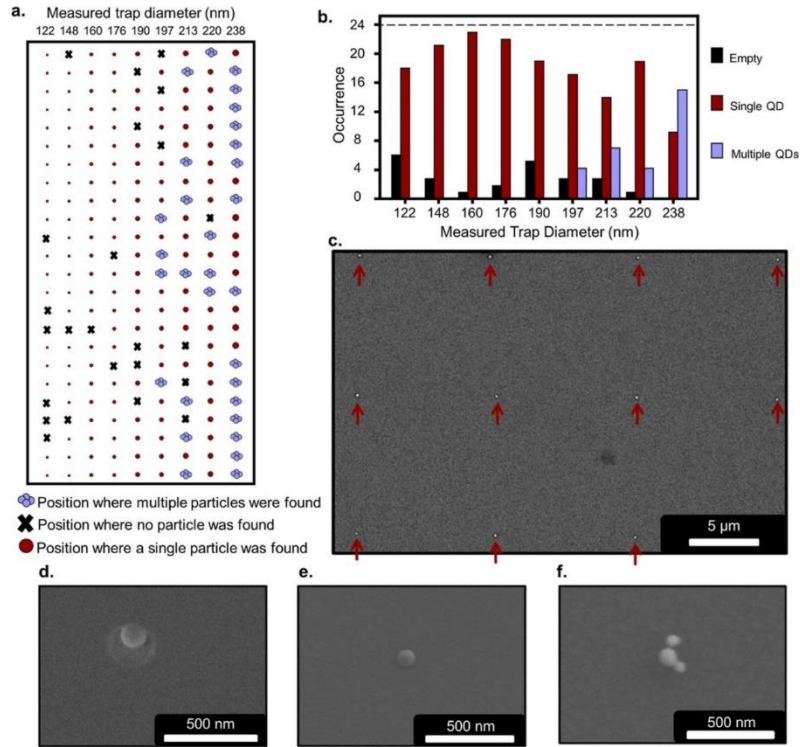 a.
Measured trap diameter (nm)
122 148 160 176 190 197 213 220 238
Position where multiple particles were found
Position where no particle was found
Position where a single particle was found
b.
24
20
16
12
8
4
0
Occurrence
122 148 160 176 190 197 213 220 238
Measured Trap Diameter (nm)
Empty
Single QD
Multiple QDs
c.
5 µm
d.
500 nm
e.
500 nm
f.
500 nm